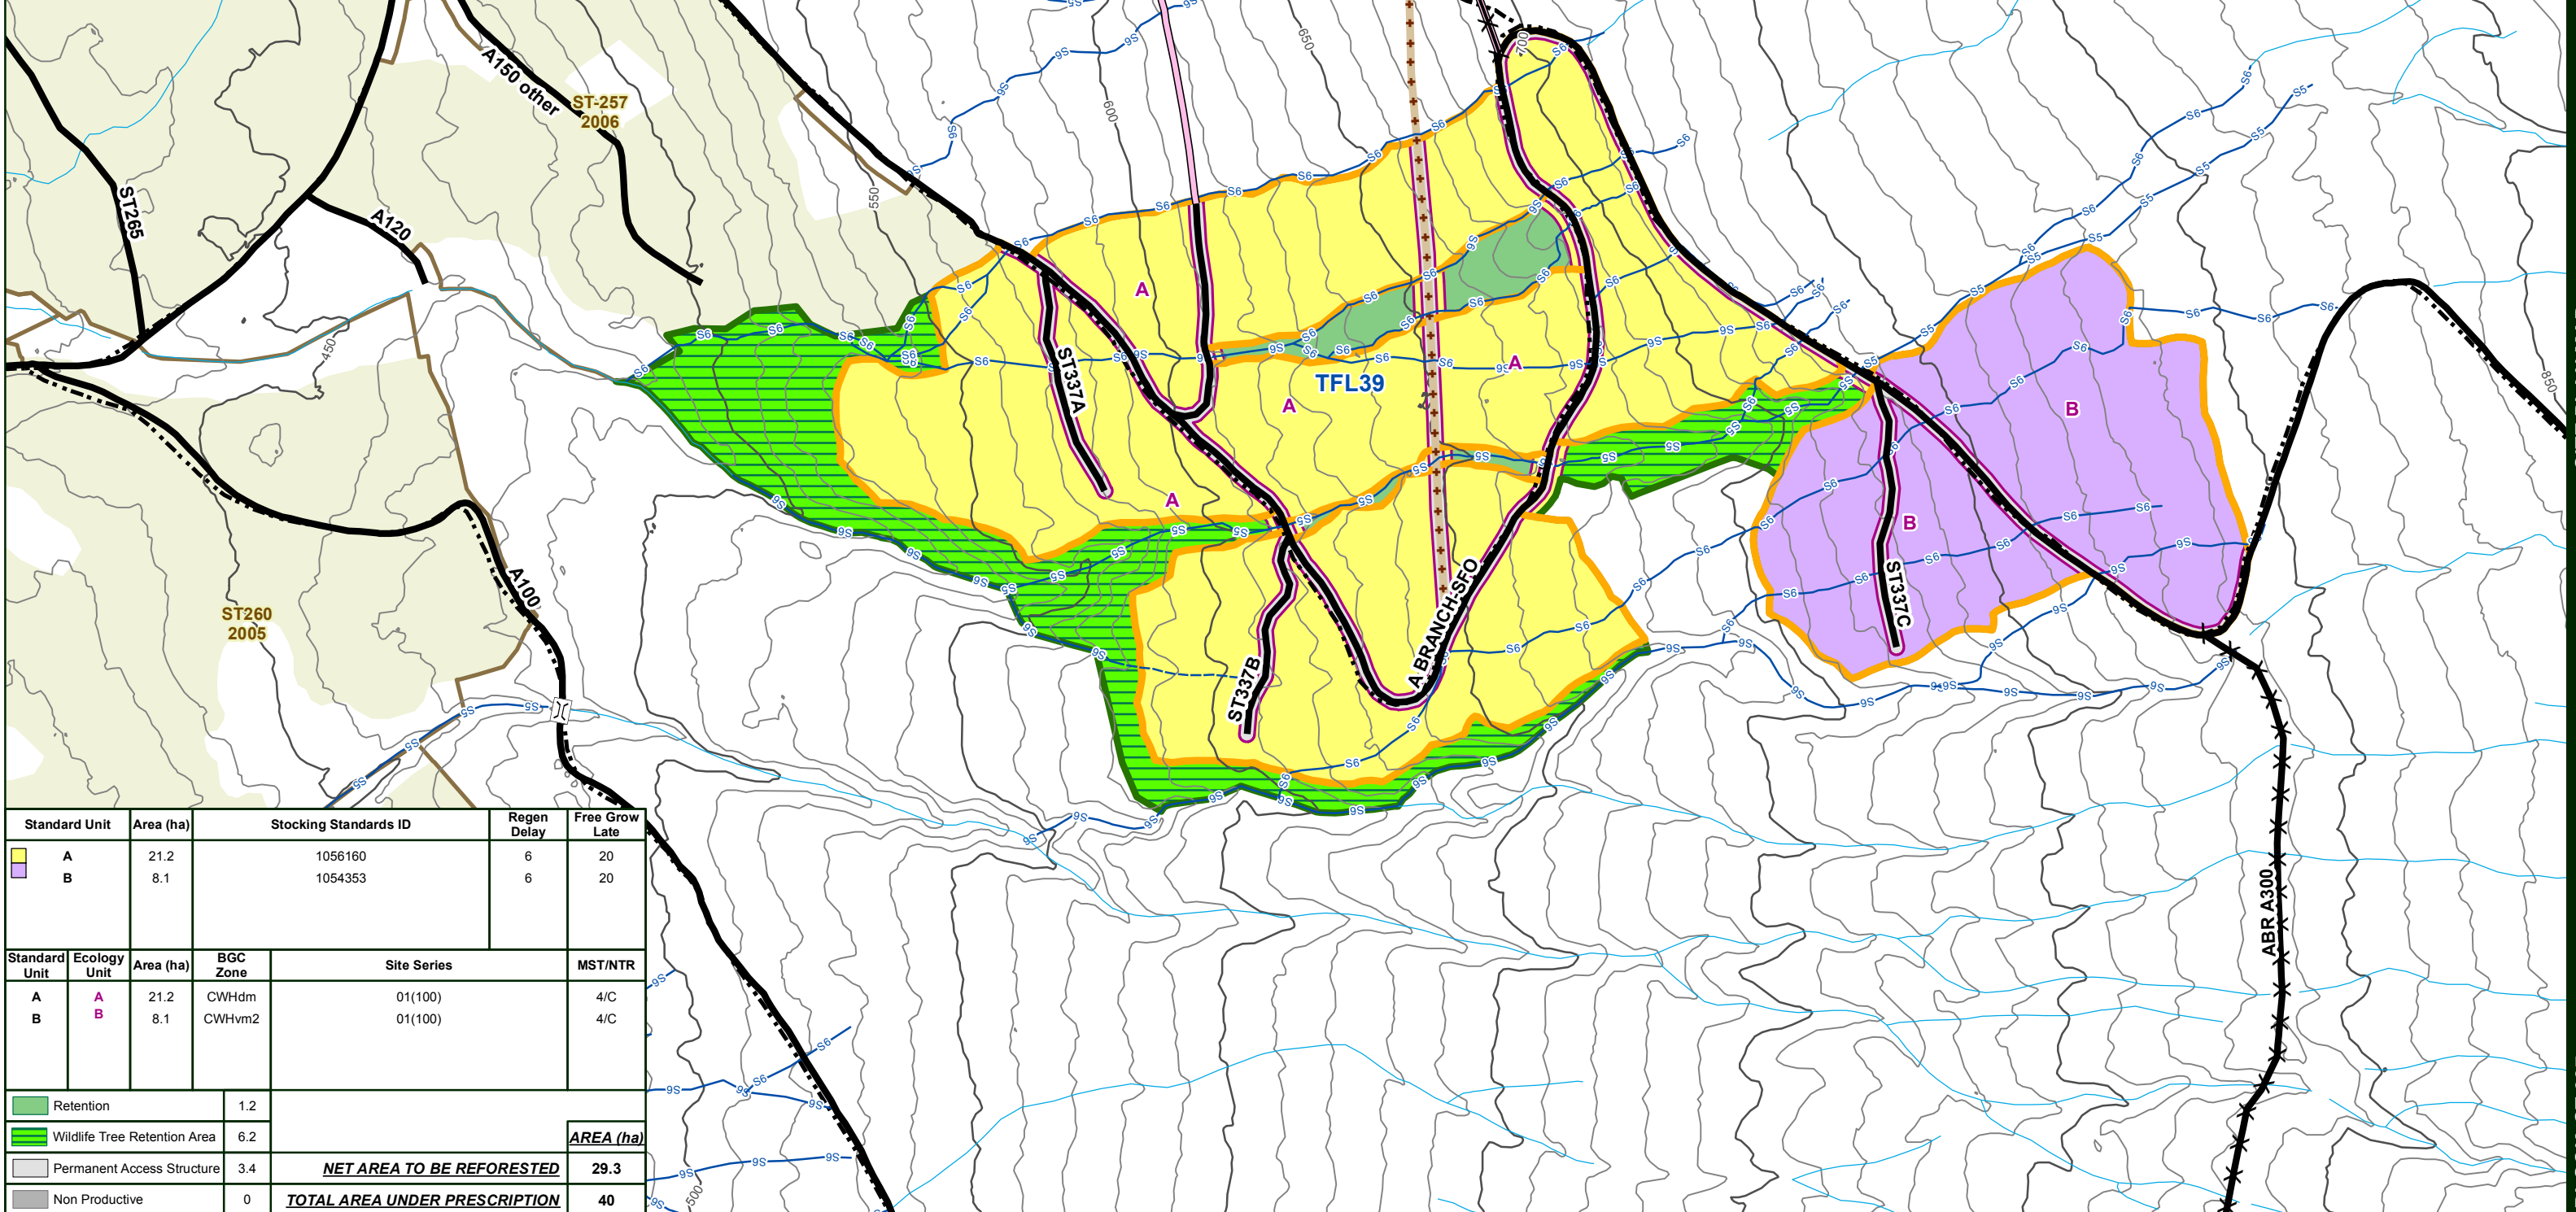 A150 other
ST-257
2006
ST265
A120
450
550
600
650
700
850
ST337A
A
A
A
A
TFL39
B
B
ST337C
ST337B
A BRANCH-SFO
A100
ST260
2005
ABR A300
500
S6
S5
Standard Unit Area (ha) Stocking Standards ID Regen Delay Free Grow Late
A 21.2 1056160 6 20
B 8.1 1054353 6 20
Standard Unit Ecology Unit Area (ha) BGC Zone Site Series MST/NTR
A A 21.2 CWHdm 01(100) 4/C
B B 8.1 CWHvm2 01(100) 4/C
Retention 1.2
Wildlife Tree Retention Area 6.2 AREA (ha)
Permanent Access Structure 3.4 NET AREA TO BE REFORESTED 29.3
Non Productive 0 TOTAL AREA UNDER PRESCRIPTION 40